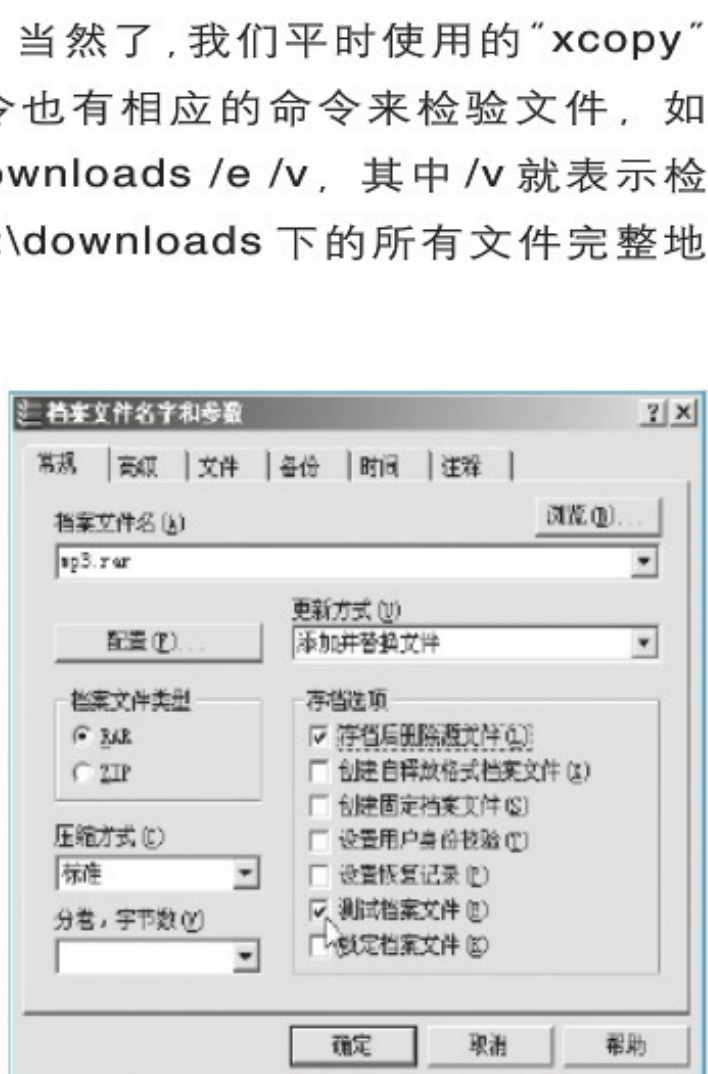 当然了,我们平时使用的"xcopy"
令也有相应的命令来检验文件, 如
ownloads /e /v, 其中 /v 就表示检
:\downloads 下的所有文件完整地
档案文件名字和参数
常规 高级 文件 备份 时间 注释
档案文件名(A)
浏览(B)...
mp3.rar
更新方式(U)
配置(F)...
添加并替换文件
档案文件类型
存档选项
RAR
存档后删除源文件(L)
ZIP
创建自释放格式档案文件(X)
创建固定档案文件(S)
压缩方式(C)
设置用户身份校验(T)
标准
设置恢复记录(P)
分卷,字节数(Y)
测试档案文件(E)
锁定档案文件(K)
确定 取消 帮助